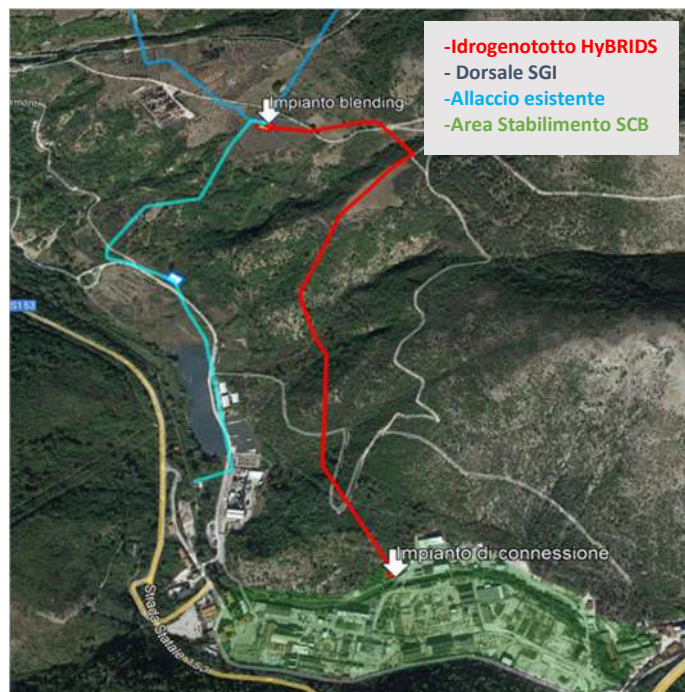 -Idrogenototto HyBRIDS
- Dorsale SGI
-Allaccio esistente
-Area Stabilimento SCB
Impianto blending
Impianto di connessione
Strada Statale